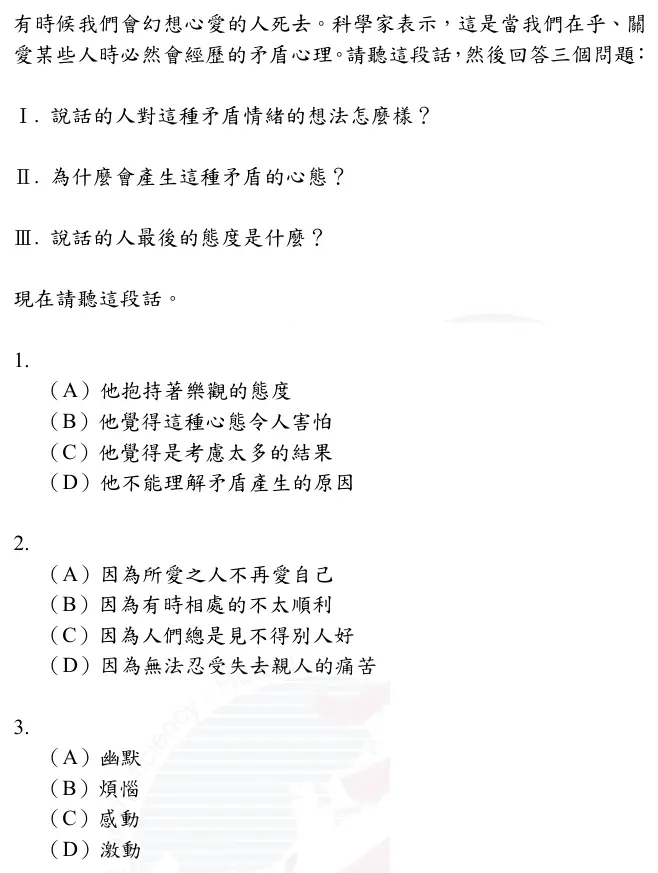 有時候我們會幻想心愛的人死去。科學家表示，這是當我們在乎、關
愛某些人時必然會經歷的矛盾心理。請聽這段話，然後回答三個問題：
Ⅰ. 說話的人對這種矛盾情緒的想法怎麼樣？
Ⅱ. 為什麼會產生這種矛盾的心態？
Ⅲ. 說話的人最後的態度是什麼？
現在請聽這段話。
1.
（A）他抱持著樂觀的態度
（B）他覺得這種心態令人害怕
（C）他覺得是考慮太多的結果
（D）他不能理解矛盾產生的原因
2.
（A）因為所愛之人不再愛自己
（B）因為有時相處的不太順利
（C）因為人們總是見不得別人好
（D）因為無法忍受失去親人的痛苦
3.
（A）幽默
（B）煩惱
（C）感動
（D）激動